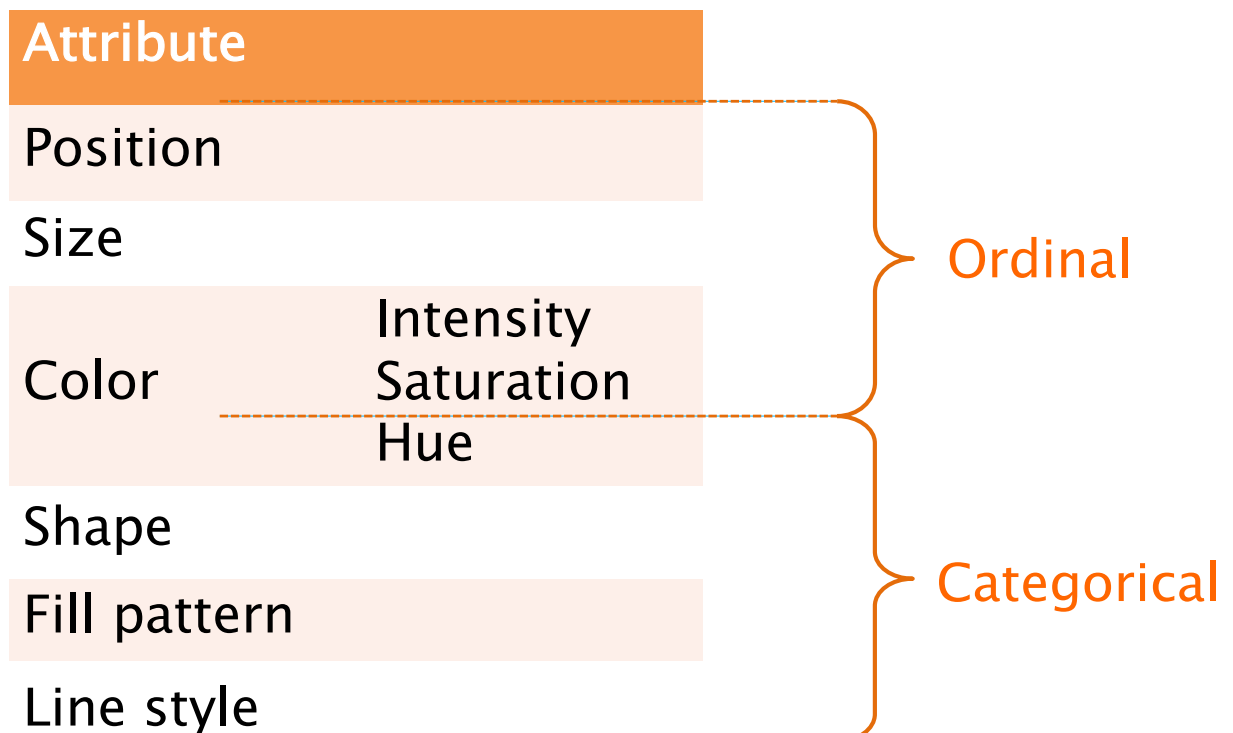 Attribute
Position
Size
Ordinal
Intensity
Color
Saturation
Hue
Shape
Categorical
Fill pattern
Line style